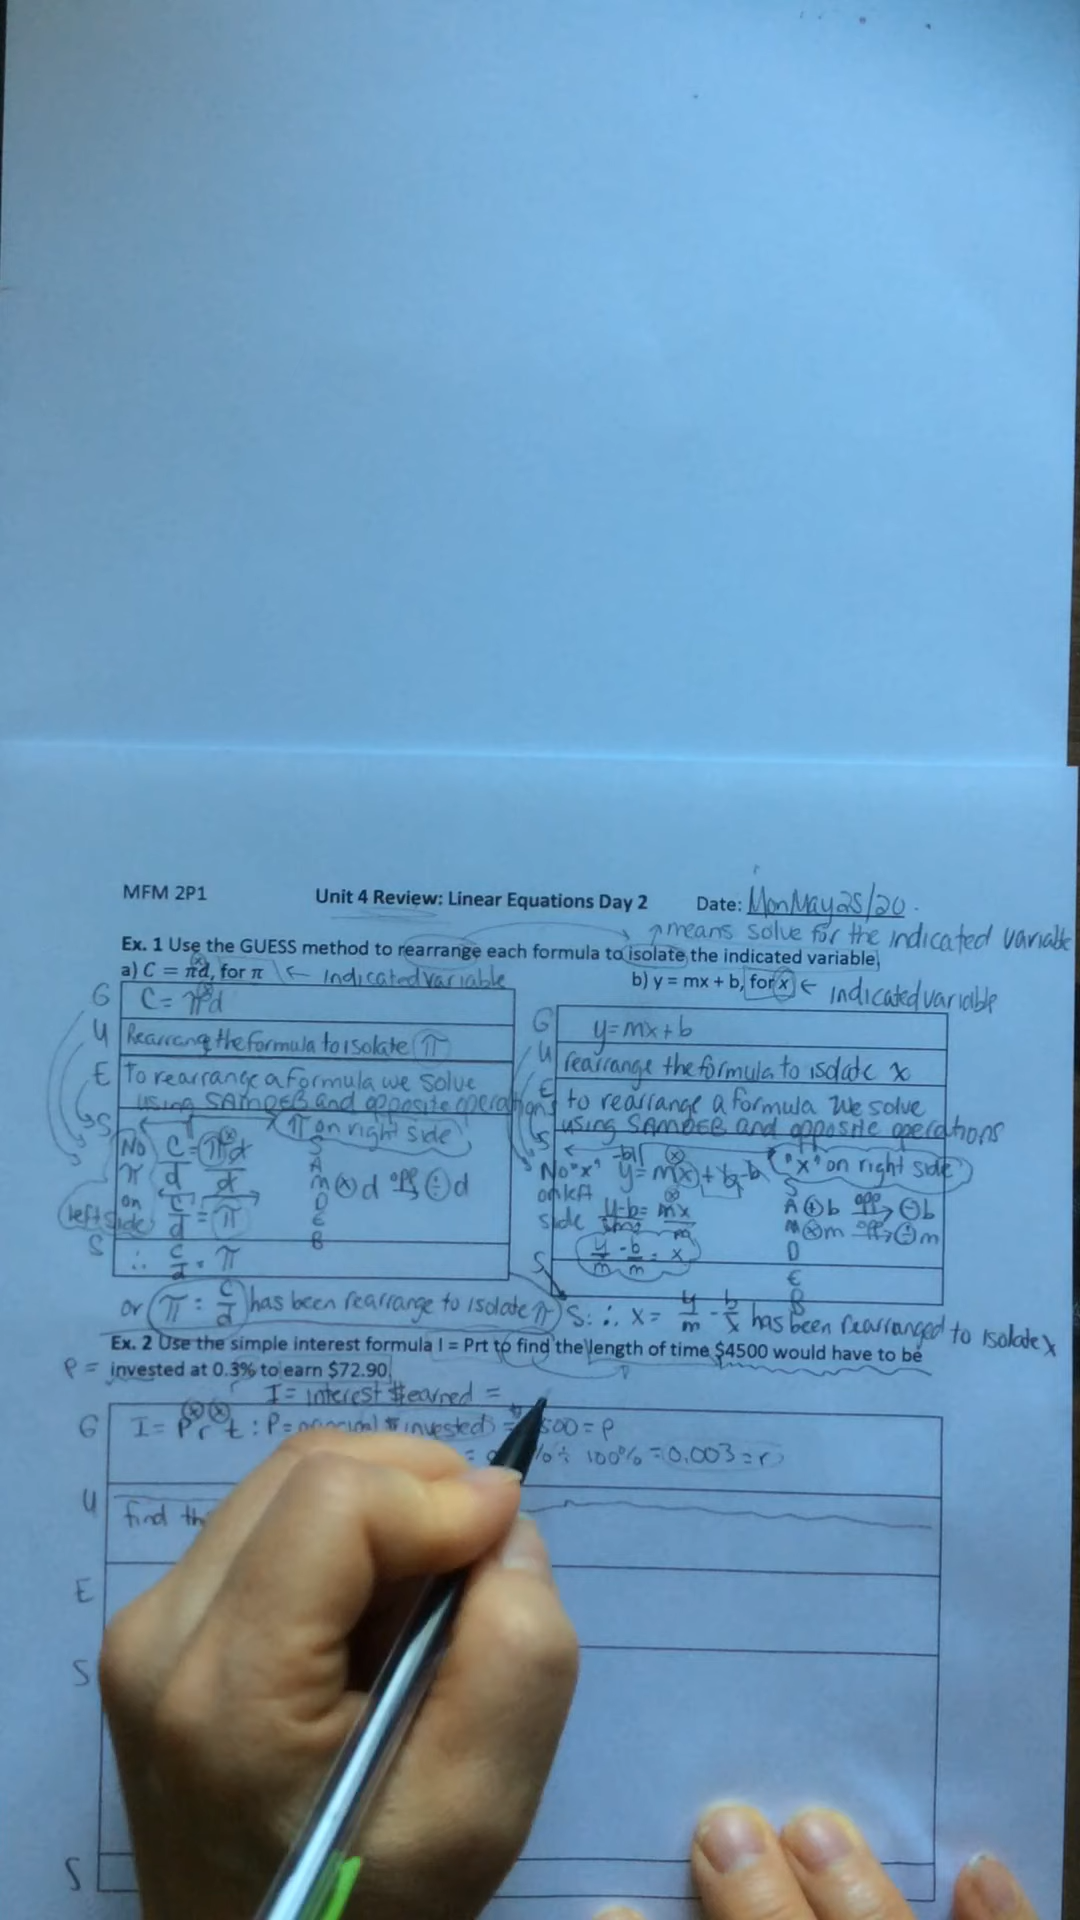 MFM 2P1 Unit 4 Review: Linear Equations Day 2 Date: Mon May 25/20.
means solve for the indicated variable
Ex. 1 Use the GUESS method to rearrange each formula to isolate the indicated variable.
a) C = πd, for π ← indicated variable
b) y = mx + b, for x ← indicated variable
G C = π⊗d
U Rearrange the formula to isolate π
E To rearrange a formula we solve
using SAMDEB and opposite operations
S π on right side
No C = π⊗d
π d d
on C/d = π
left side
S
A
M ⊗d opp → ÷d
D
E
B
S ∴ C/d = π
or π = C/d has been rearrange to isolate π
G y=mx+b
U rearrange the formula to isolate x
E to rearrange a formula we solve
using SAMDEB and opposite operations
S "x" on right side
No "x" -b y = mx + b - b
on left
side y-b = mx
m
y/m - b/m = x
S
A ⊕b opp → ⊖b
M ⊗m opp → ÷m
D
E
B
S
S: ∴ x = y/m - b/x has been rearranged to isolate x
Ex. 2 Use the simple interest formula I = Prt to find the length of time $4500 would have to be
P = invested at 0.3% to earn $72.90.
I = interest $ earned =
G I = Prt : P = invested = 500 = P
% ÷ 100% = 0.003 = r
U find
E
S
S